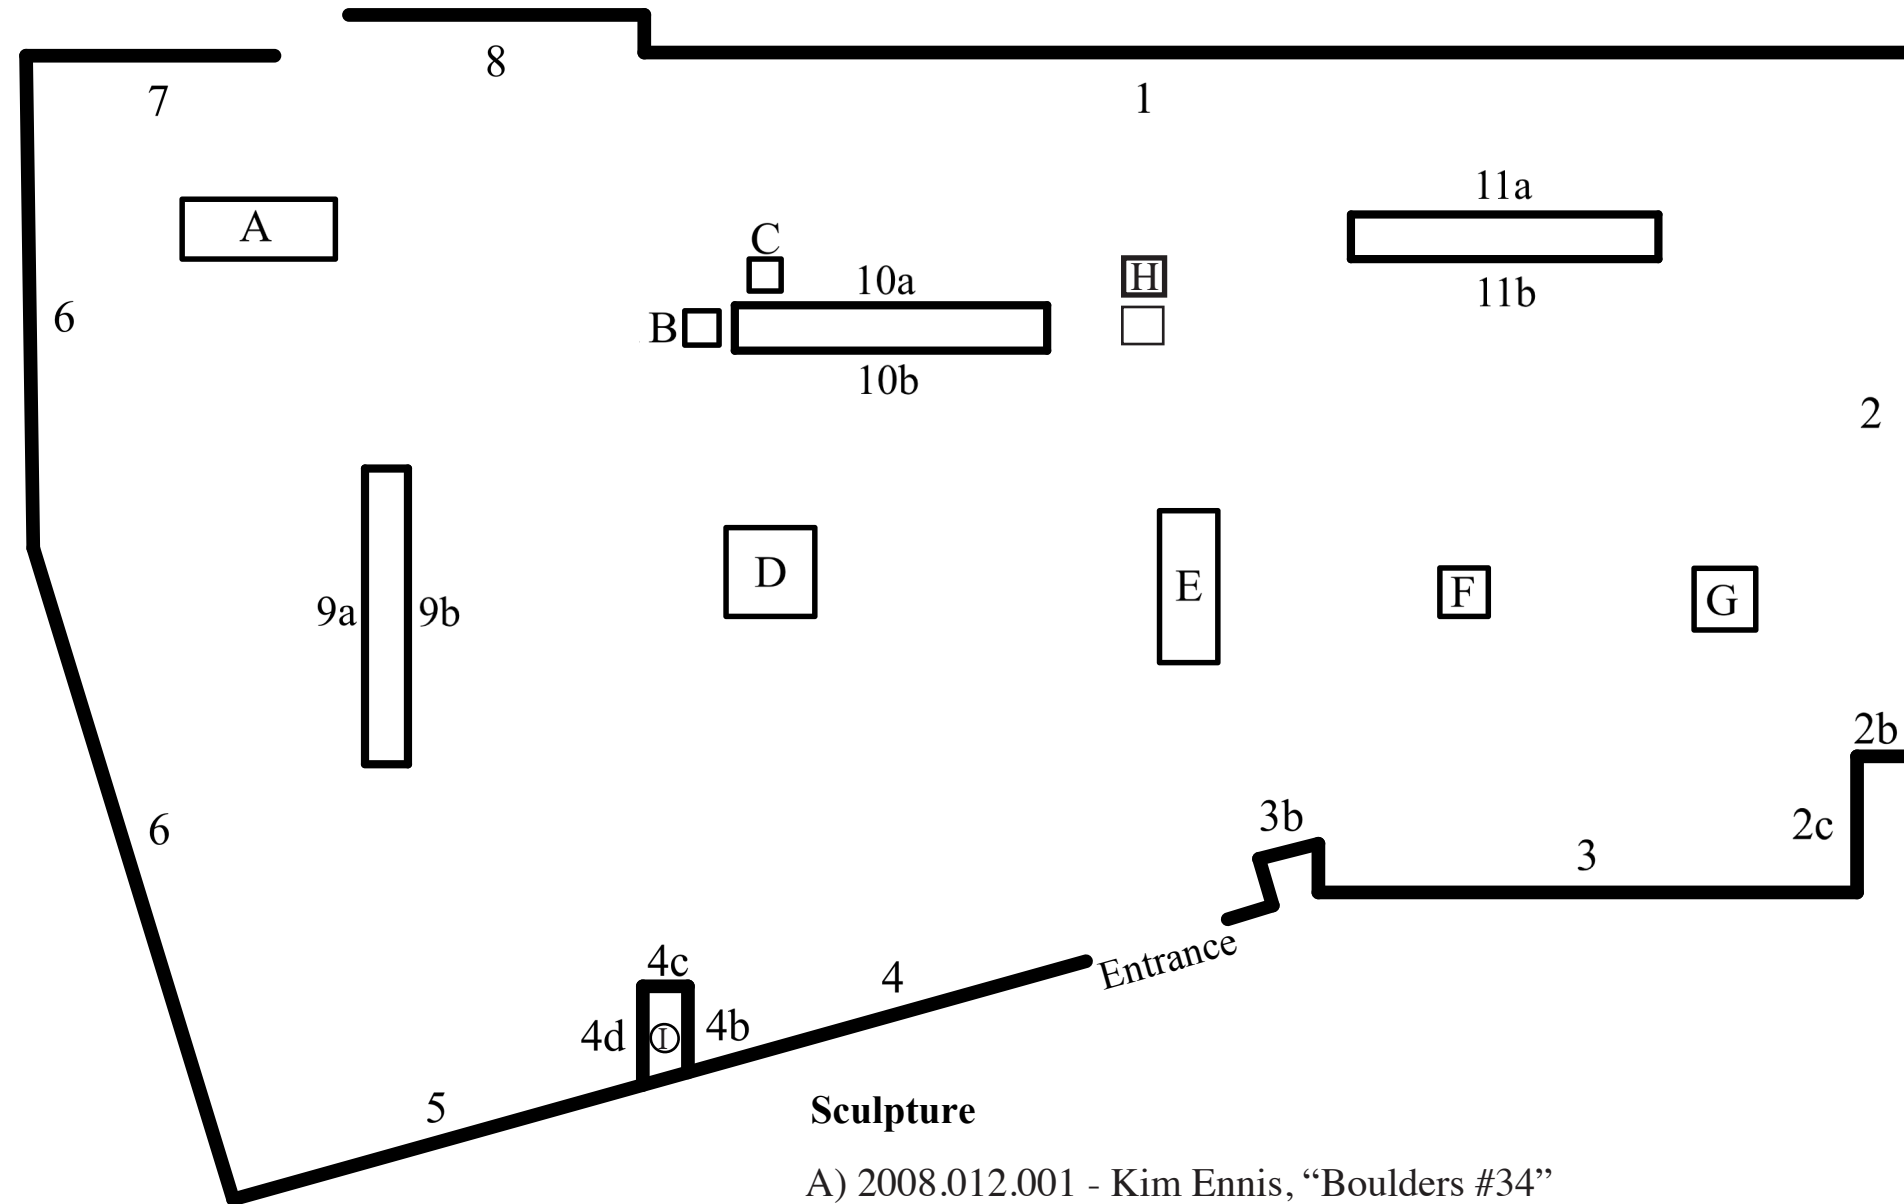 8
7
1
11a
A
C
10a
H
11b
6
B
10b
2
D
E
F
G
9a
9b
2b
3b
2c
6
3
Entrance
4c
4
4d
I
4b
5
Sculpture
A) 2008.012.001 - Kim Ennis, “Boulders #34”